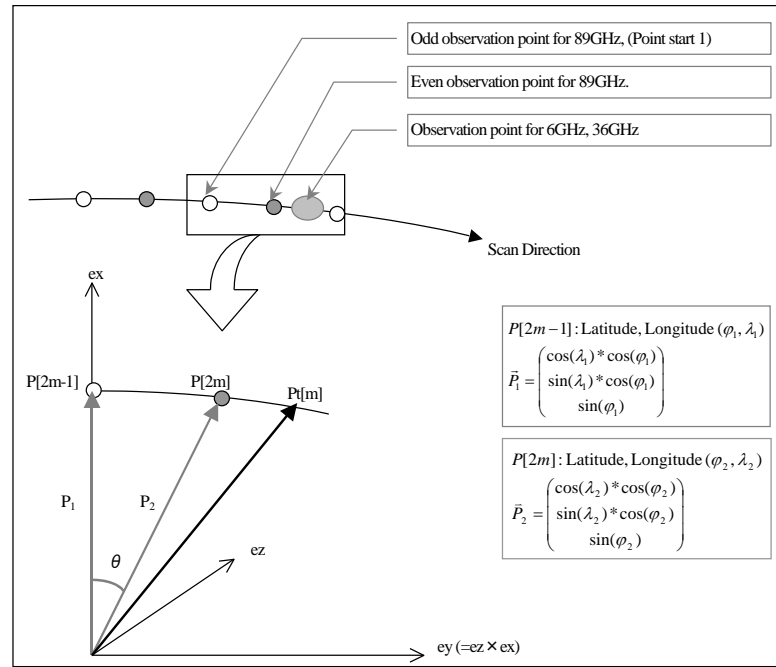 Odd observation point for 89GHz, (Point start 1)
Even observation point for 89GHz.
Observation point for 6GHz, 36GHz
Scan Direction
ex
P[2m-1]
P[2m]
Pt[m]
P₁
P₂
θ
ez
ey (=ez×ex)
P[2m−1]: Latitude, Longitude (φ₁, λ₁)
P⃗₁ = ( cos(λ₁)*cos(φ₁)
sin(λ₁)*cos(φ₁)
sin(φ₁) )
P[2m]: Latitude, Longitude (φ₂, λ₂)
P⃗₂ = ( cos(λ₂)*cos(φ₂)
sin(λ₂)*cos(φ₂)
sin(φ₂) )